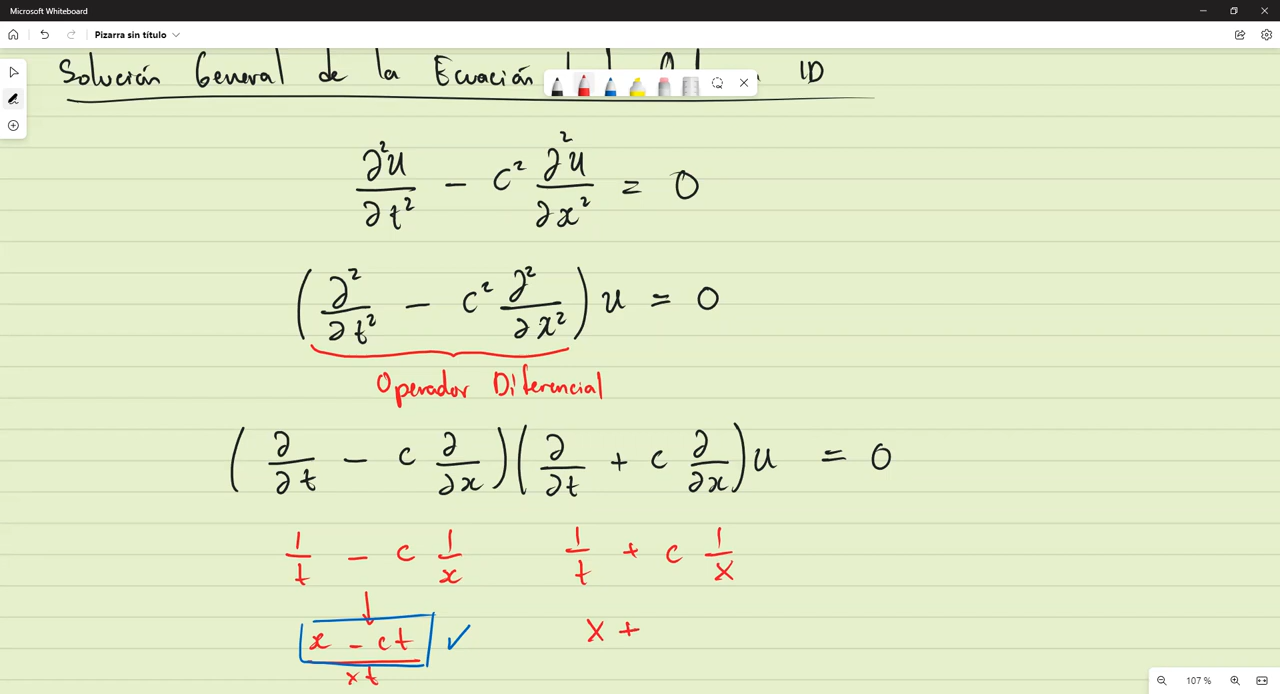 Microsoft Whiteboard
Pizarra sin título
Solución General de la Ecuación 1D
∂²u/∂t² - c² ∂²u/∂x² = 0
(∂²/∂t² - c² ∂²/∂x²) u = 0
Operador Diferencial
(∂/∂t - c ∂/∂x)(∂/∂t + c ∂/∂x) u = 0
1/t - c 1/x 1/t + c 1/x
↓
x - ct ✓ x +
xt
107 %